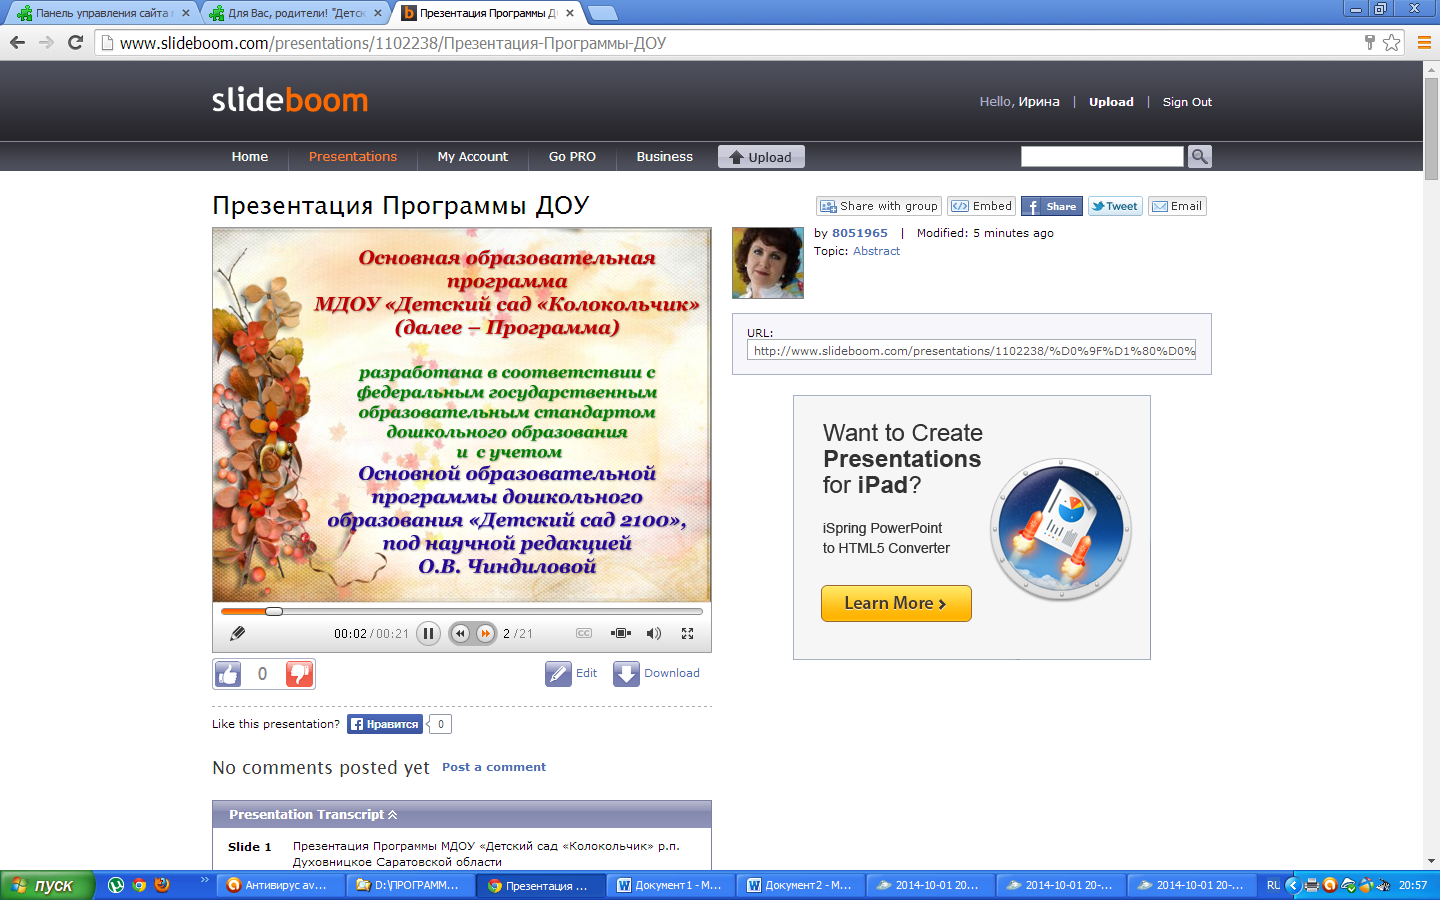 Панель управления сайта
Для Вас, родители! "Детс
Презентация Программы Д
www.slideboom.com/presentations/1102238/Презентация-Программы-ДОУ
slideboom
Hello, Ирина | Upload | Sign Out
Home
Presentations
My Account
Go PRO
Business
Upload
Презентация Программы ДОУ
Share with group
Embed
Share
Tweet
Email
Основная образовательная
программа
МДОУ «Детский сад «Колокольчик»
(далее – Программа)
разработана в соответствии с
федеральным государственным
образовательным стандартом
дошкольного образования
и с учетом
Основной образовательной
программы дошкольного
образования «Детский сад 2100»,
под научной редакцией
О.В. Чиндиловой
by 8051965 | Modified: 5 minutes ago
Topic: Abstract
URL:
http://www.slideboom.com/presentations/1102238/%D0%9F%D1%80%D0%
Want to Create
Presentations
for iPad?
iSpring PowerPoint
to HTML5 Converter
Learn More
00:02/00:21
2/21
CC
0
Edit
Download
Like this presentation?
Нравится
0
No comments posted yet
Post a comment
Presentation Transcript
Slide 1 Презентация Программы МДОУ «Детский сад «Колокольчик» р.п.
Духовницкое Саратовской области
пуск
Антивирус av...
D:\ПРОГРАММ...
Презентация ...
Документ1 - M...
Документ2 - M...
2014-10-01 20...
2014-10-01 20-...
2014-10-01 20-...
RL
20:57